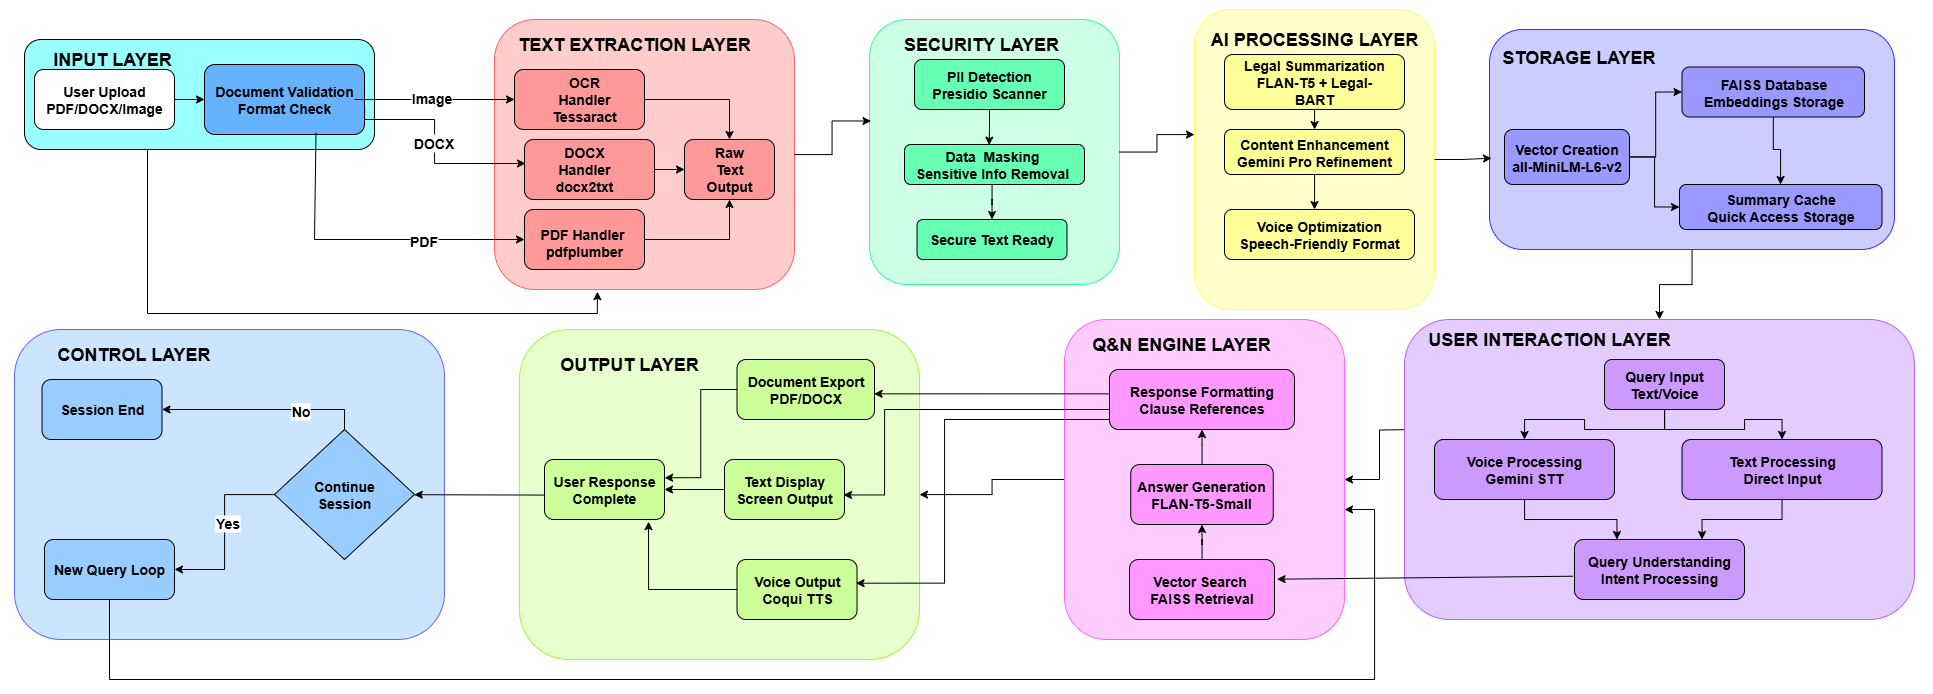 INPUT LAYER
User Upload
PDF/DOCX/Image
Document Validation
Format Check
Image
DOCX
PDF
TEXT EXTRACTION LAYER
OCR
Handler
Tessaract
DOCX
Handler
docx2txt
PDF Handler
pdfplumber
Raw
Text
Output
SECURITY LAYER
PII Detection
Presidio Scanner
Data Masking
Sensitive Info Removal
Secure Text Ready
AI PROCESSING LAYER
Legal Summarization
FLAN-T5 + Legal-
BART
Content Enhancement
Gemini Pro Refinement
Voice Optimization
Speech-Friendly Format
STORAGE LAYER
Vector Creation
all-MiniLM-L6-v2
FAISS Database
Embeddings Storage
Summary Cache
Quick Access Storage
CONTROL LAYER
Session End
No
Continue
Session
Yes
New Query Loop
OUTPUT LAYER
Document Export
PDF/DOCX
User Response
Complete
Text Display
Screen Output
Voice Output
Coqui TTS
Q&N ENGINE LAYER
Response Formatting
Clause References
Answer Generation
FLAN-T5-Small
Vector Search
FAISS Retrieval
USER INTERACTION LAYER
Query Input
Text/Voice
Voice Processing
Gemini STT
Text Processing
Direct Input
Query Understanding
Intent Processing